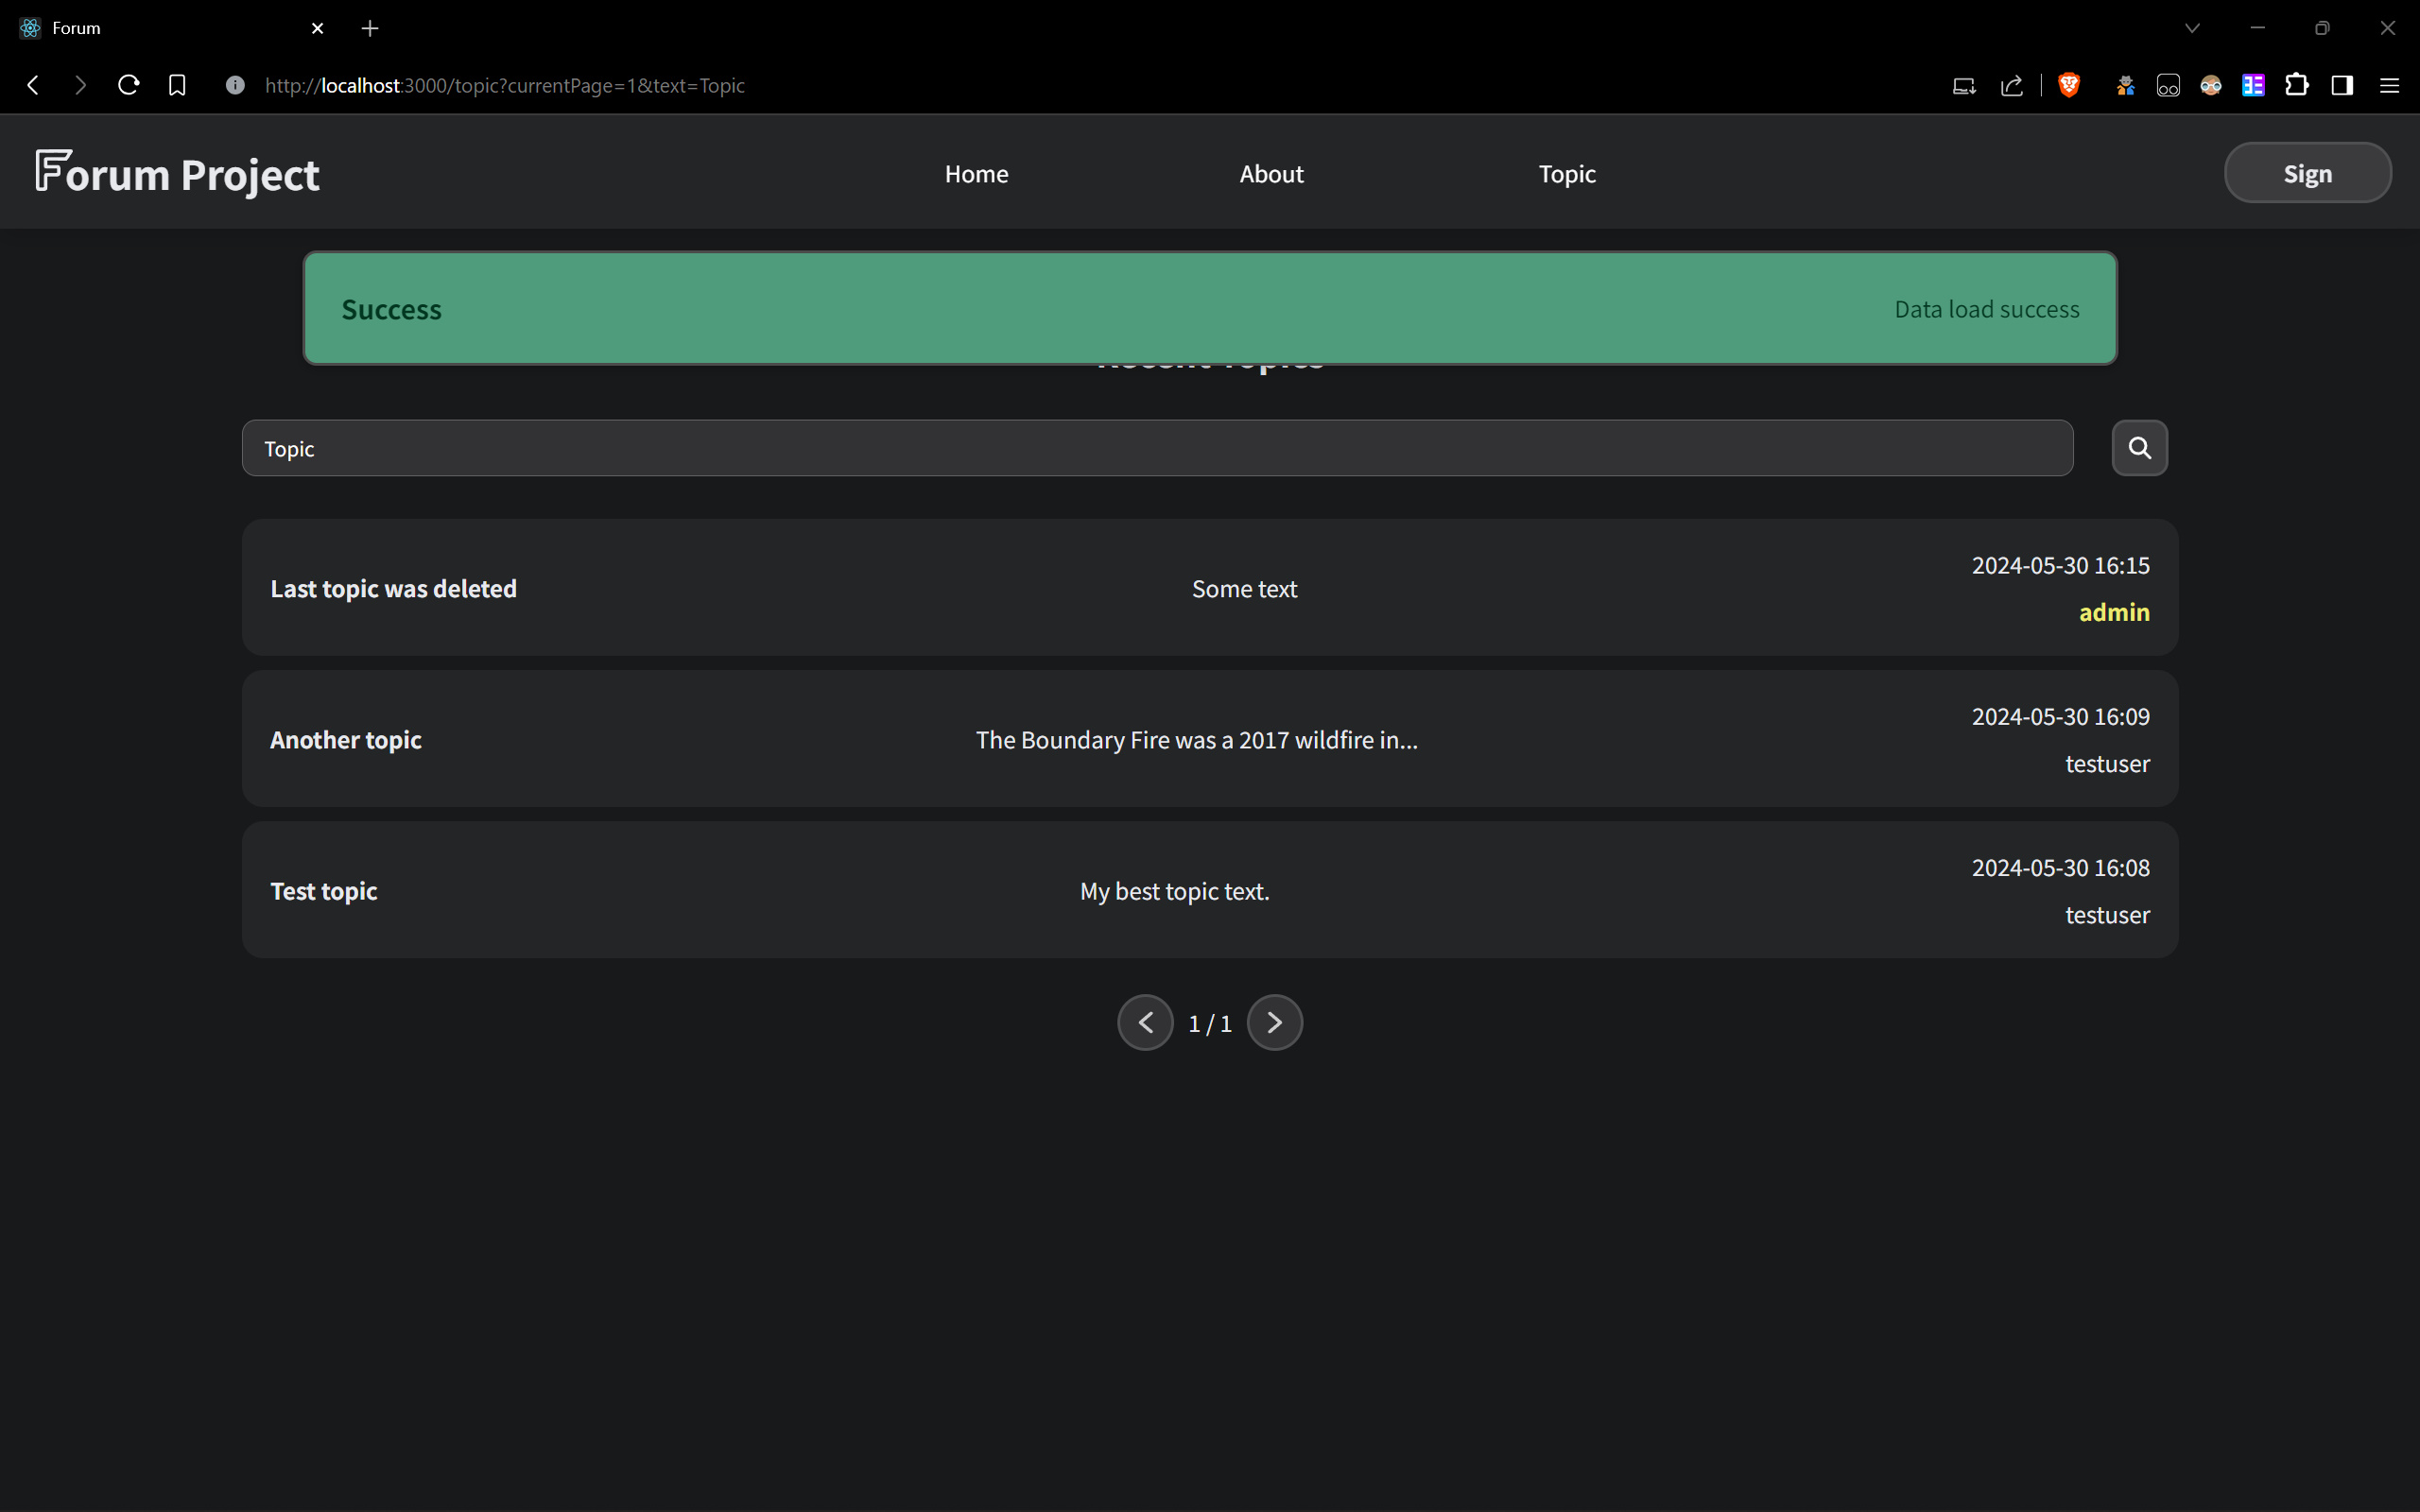 Forum
http://localhost:3000/topic?currentPage=1&text=Topic
Forum Project
Home
About
Topic
Sign
Success
Data load success
Recent Topics
Topic
Last topic was deleted
Some text
2024-05-30 16:15
admin
Another topic
The Boundary Fire was a 2017 wildfire in...
2024-05-30 16:09
testuser
Test topic
My best topic text.
2024-05-30 16:08
testuser
1 / 1